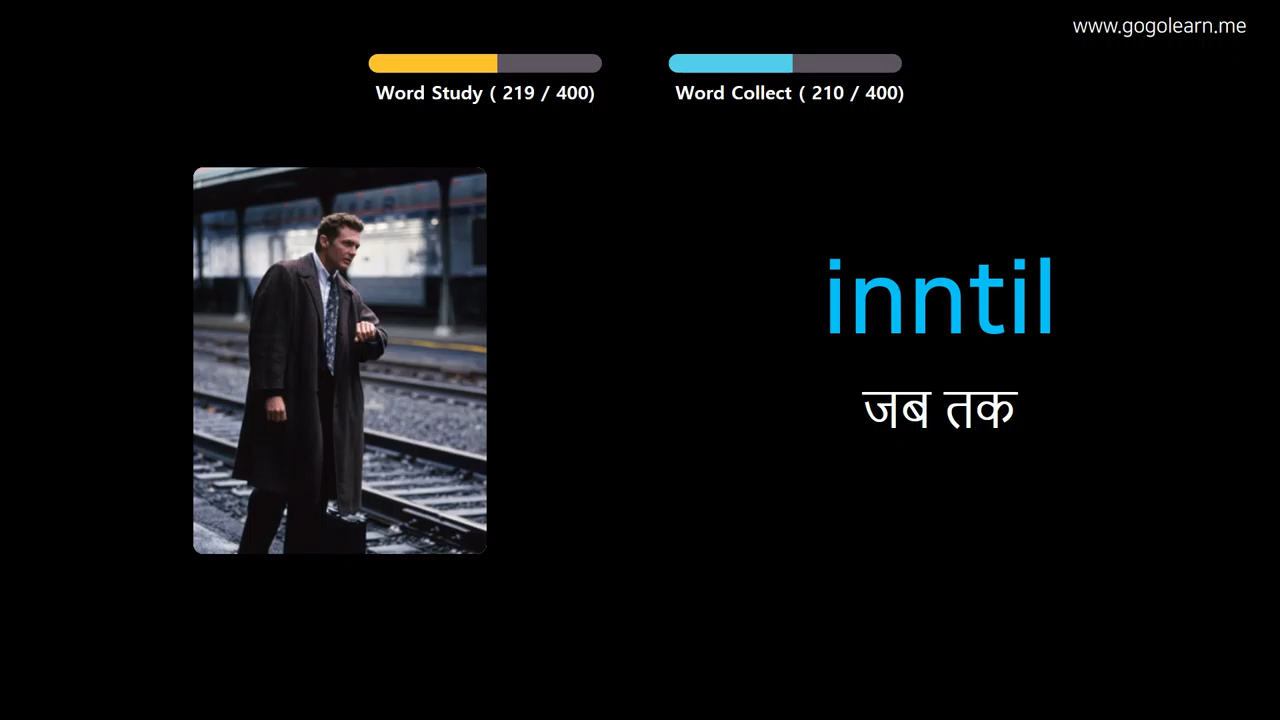 www.gogolearn.me
Word Study ( 219 / 400)
Word Collect ( 210 / 400)
inntil
जब तक